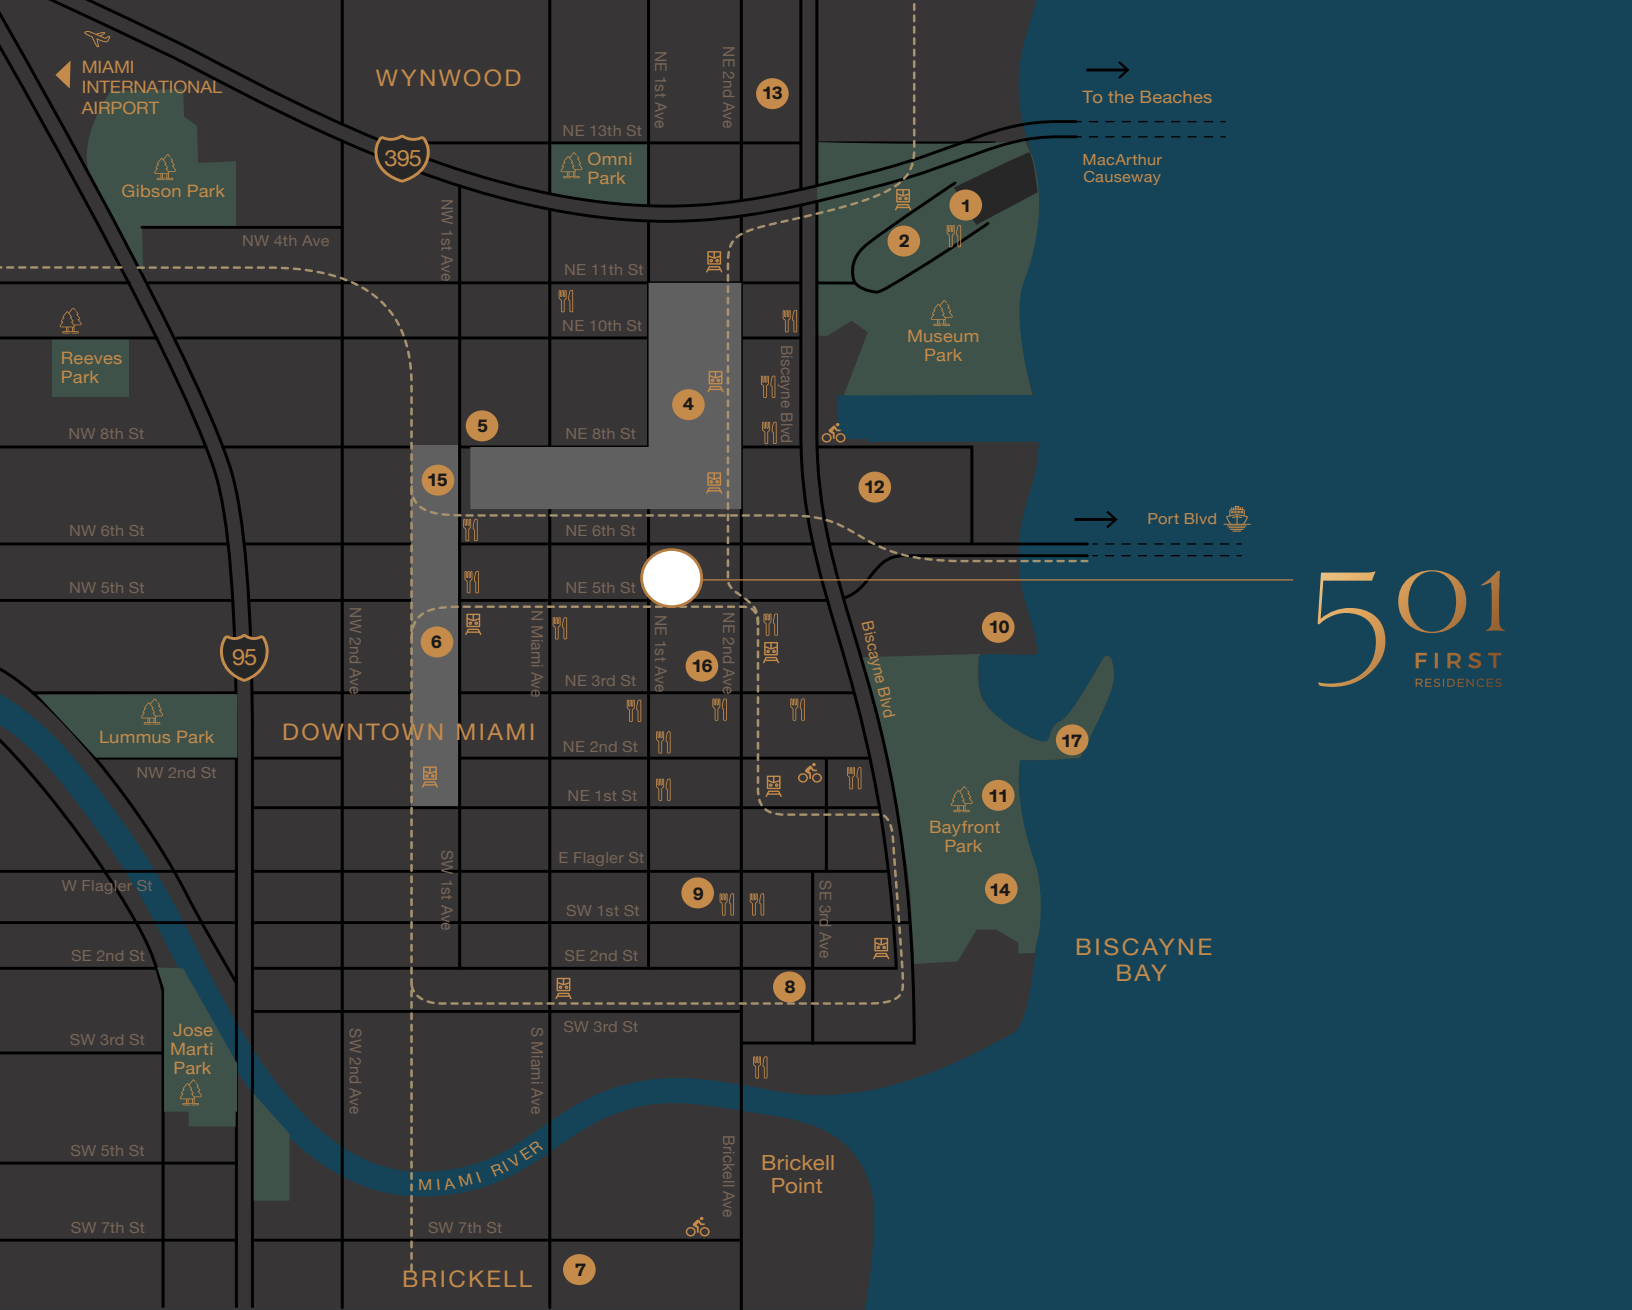 MIAMI
INTERNATIONAL
AIRPORT
WYNWOOD
NE 1st Ave
NE 2nd Ave
13
To the Beaches
NE 13th St
395
Omni
Park
MacArthur
Causeway
Gibson Park
1
2
NW 4th Ave
NW 1st Ave
NE 11th St
NE 10th St
Museum
Park
Reeves
Park
Biscayne Blvd
4
5
NW 8th St
NE 8th St
15
12
Port Blvd
NW 6th St
NE 6th St
NW 5th St
NE 5th St
501
FIRST
RESIDENCES
10
6
95
NW 2nd Ave
N Miami Ave
NE 1st Ave
NE 2nd Ave
Biscayne Blvd
16
NE 3rd St
Lummus Park
DOWNTOWN MIAMI
NE 2nd St
17
NW 2nd St
NE 1st St
11
Bayfront
Park
E Flagler St
W Flagler St
SW 1st Ave
9
14
SW 1st St
SE 3rd Ave
SE 2nd St
SE 2nd St
BISCAYNE
BAY
8
SW 3rd St
SW 3rd St
Jose
Marti
Park
SW 2nd Ave
S Miami Ave
SW 5th St
MIAMI RIVER
Brickell Ave
Brickell
Point
SW 7th St
SW 7th St
BRICKELL
7